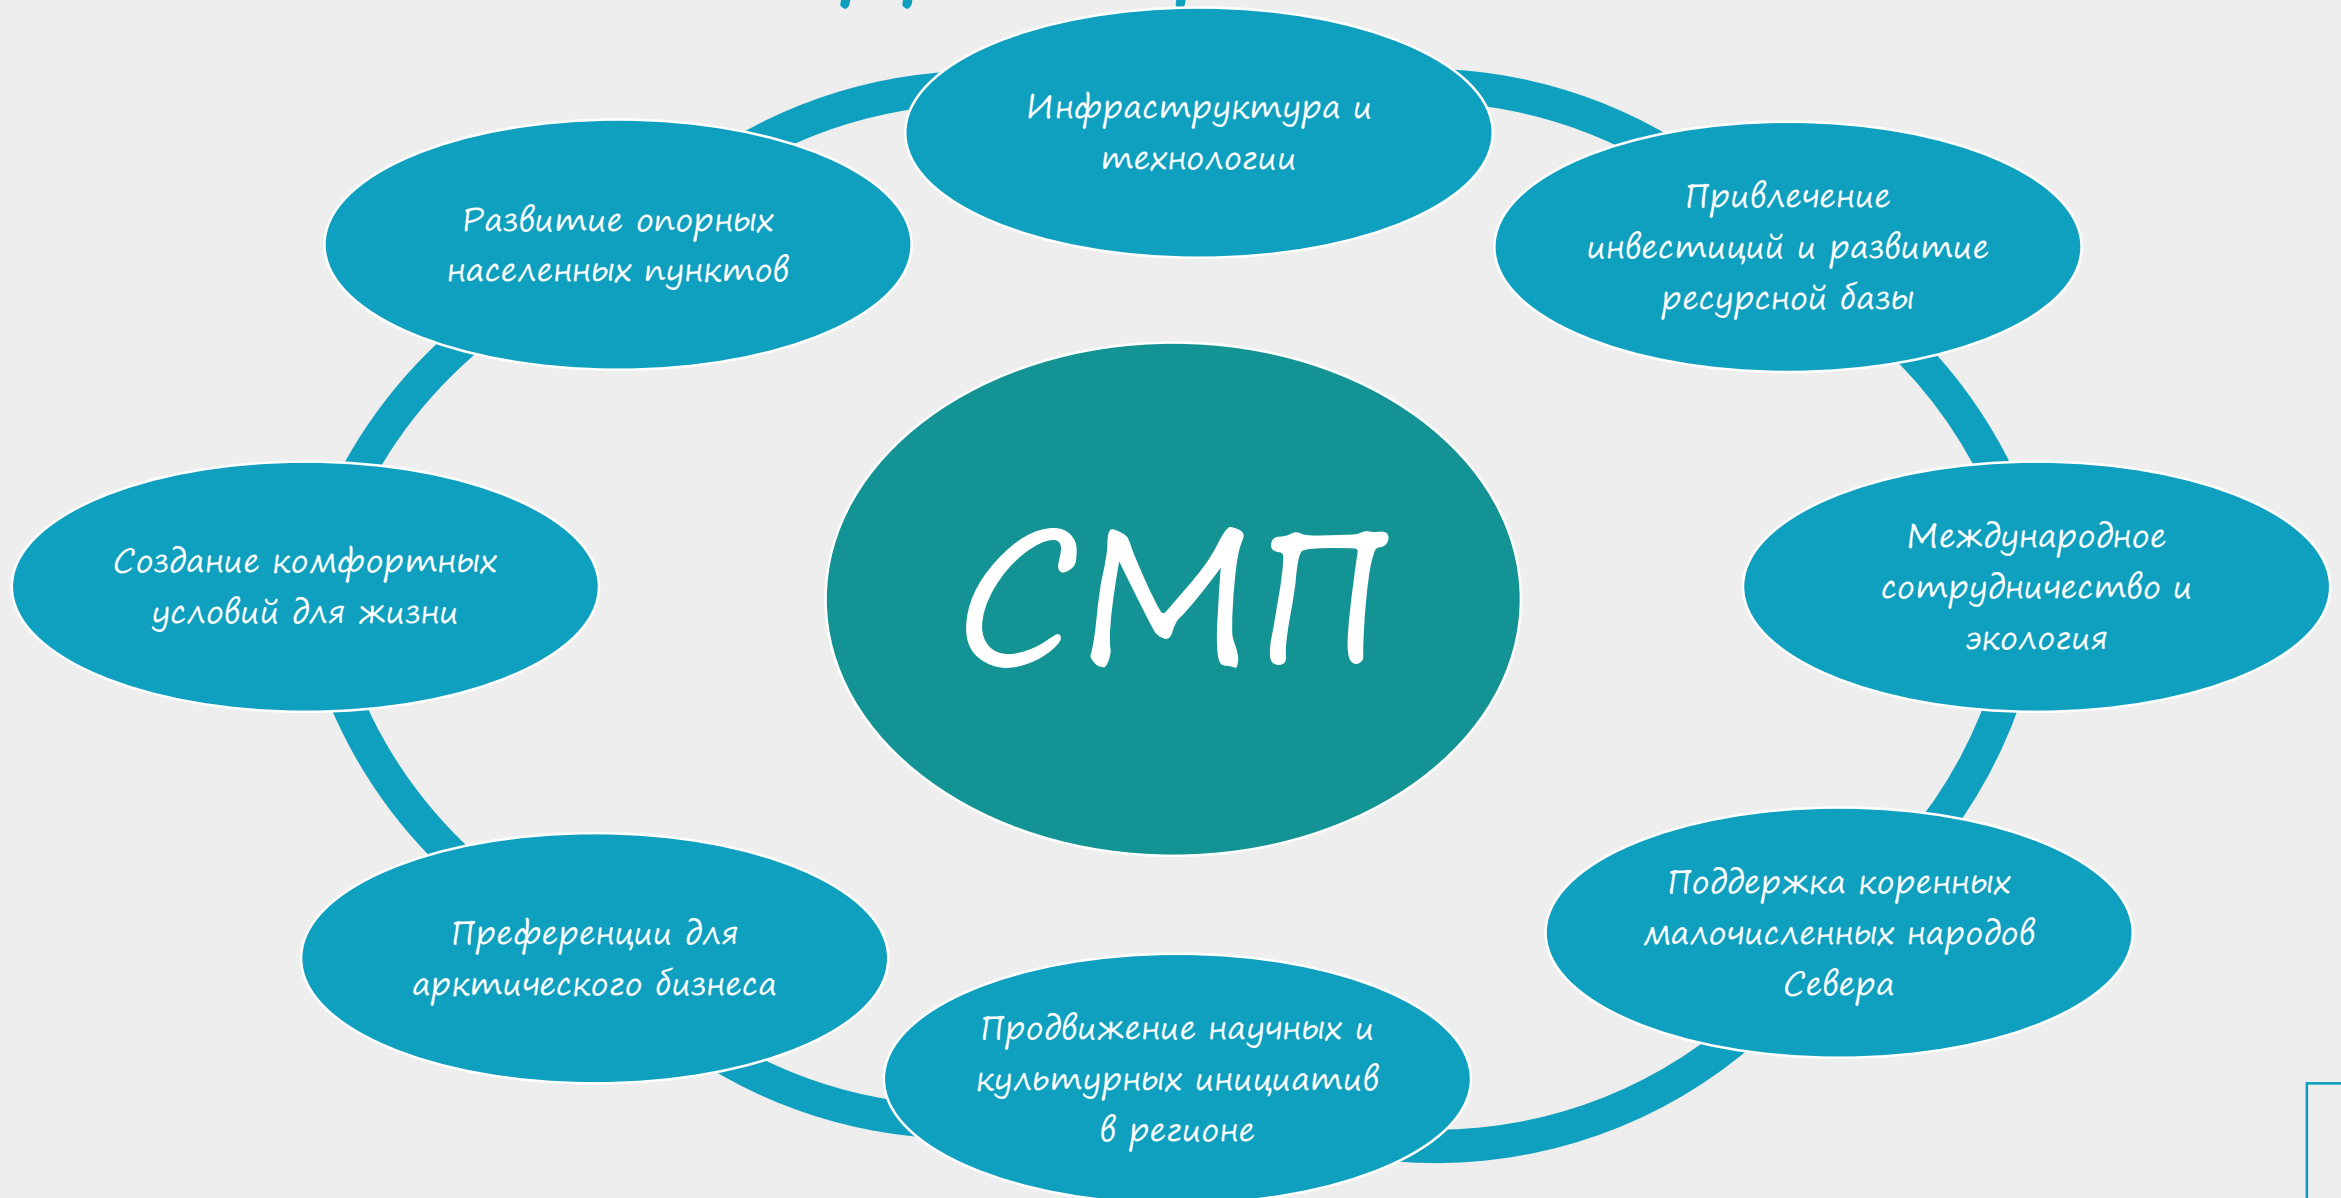 Инфраструктура и
технологии
Привлечение
инвестиций и развитие
ресурсной базы
Международное
сотрудничество и
экология
Поддержка коренных
малочисленных народов
Севера
Продвижение научных и
культурных инициатив
в регионе
Преференции для
арктического бизнеса
Создание комфортных
условий для жизни
Развитие опорных
населенных пунктов
СМП